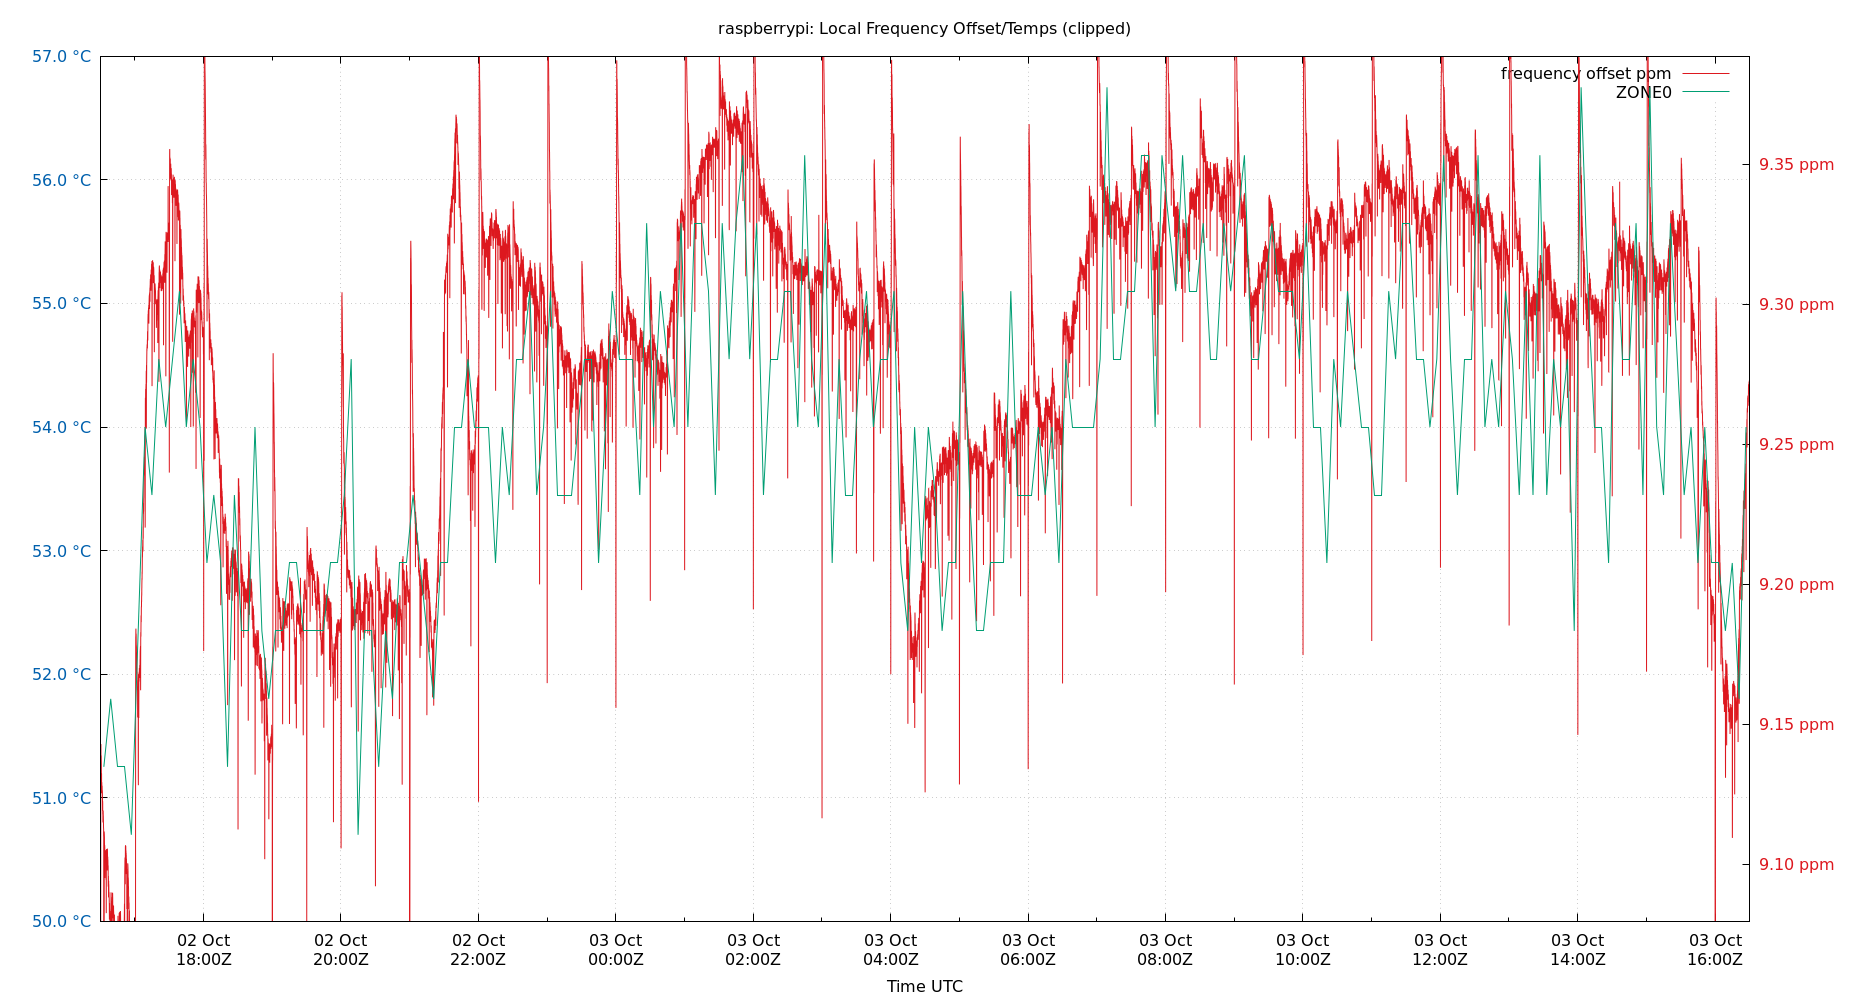 raspberrypi: Local Frequency Offset/Temps (clipped)
frequency offset ppm
ZONE0
57.0 °C
56.0 °C
55.0 °C
54.0 °C
53.0 °C
52.0 °C
51.0 °C
50.0 °C
9.35 ppm
9.30 ppm
9.25 ppm
9.20 ppm
9.15 ppm
9.10 ppm
02 Oct 02 Oct 02 Oct 03 Oct 03 Oct 03 Oct 03 Oct 03 Oct 03 Oct 03 Oct 03 Oct 03 Oct
18:00Z 20:00Z 22:00Z 00:00Z 02:00Z 04:00Z 06:00Z 08:00Z 10:00Z 12:00Z 14:00Z 16:00Z
Time UTC